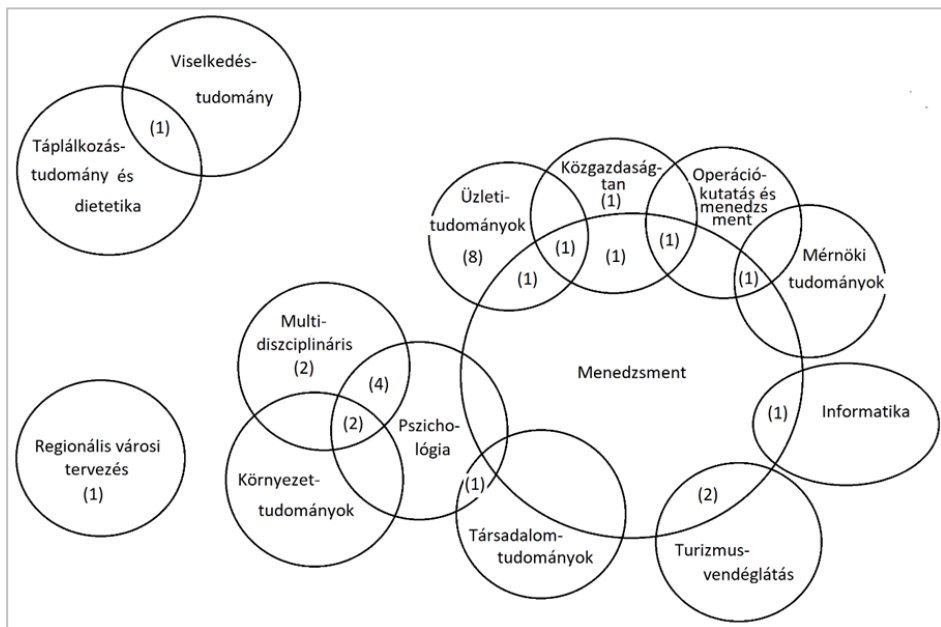 Viselkedés-
tudomány
(1)
Táplálkozás-
tudomány és
dietetika
Közgazdaság-
tan
(1)
Operáció-
kutatás és
menedzs
ment
Üzleti-
tudományok
(8)
(1)
(1)
(1)
(1)
(1)
Mérnöki
tudományok
Multi-
diszciplináris
(2)
(4)
(2)
Pszicho-
lógia
Menedzsment
(1)
Informatika
Regionális városi
tervezés
(1)
Környezet-
tudományok
(1)
Társadalom-
tudományok
(2)
Turizmus-
vendéglátás